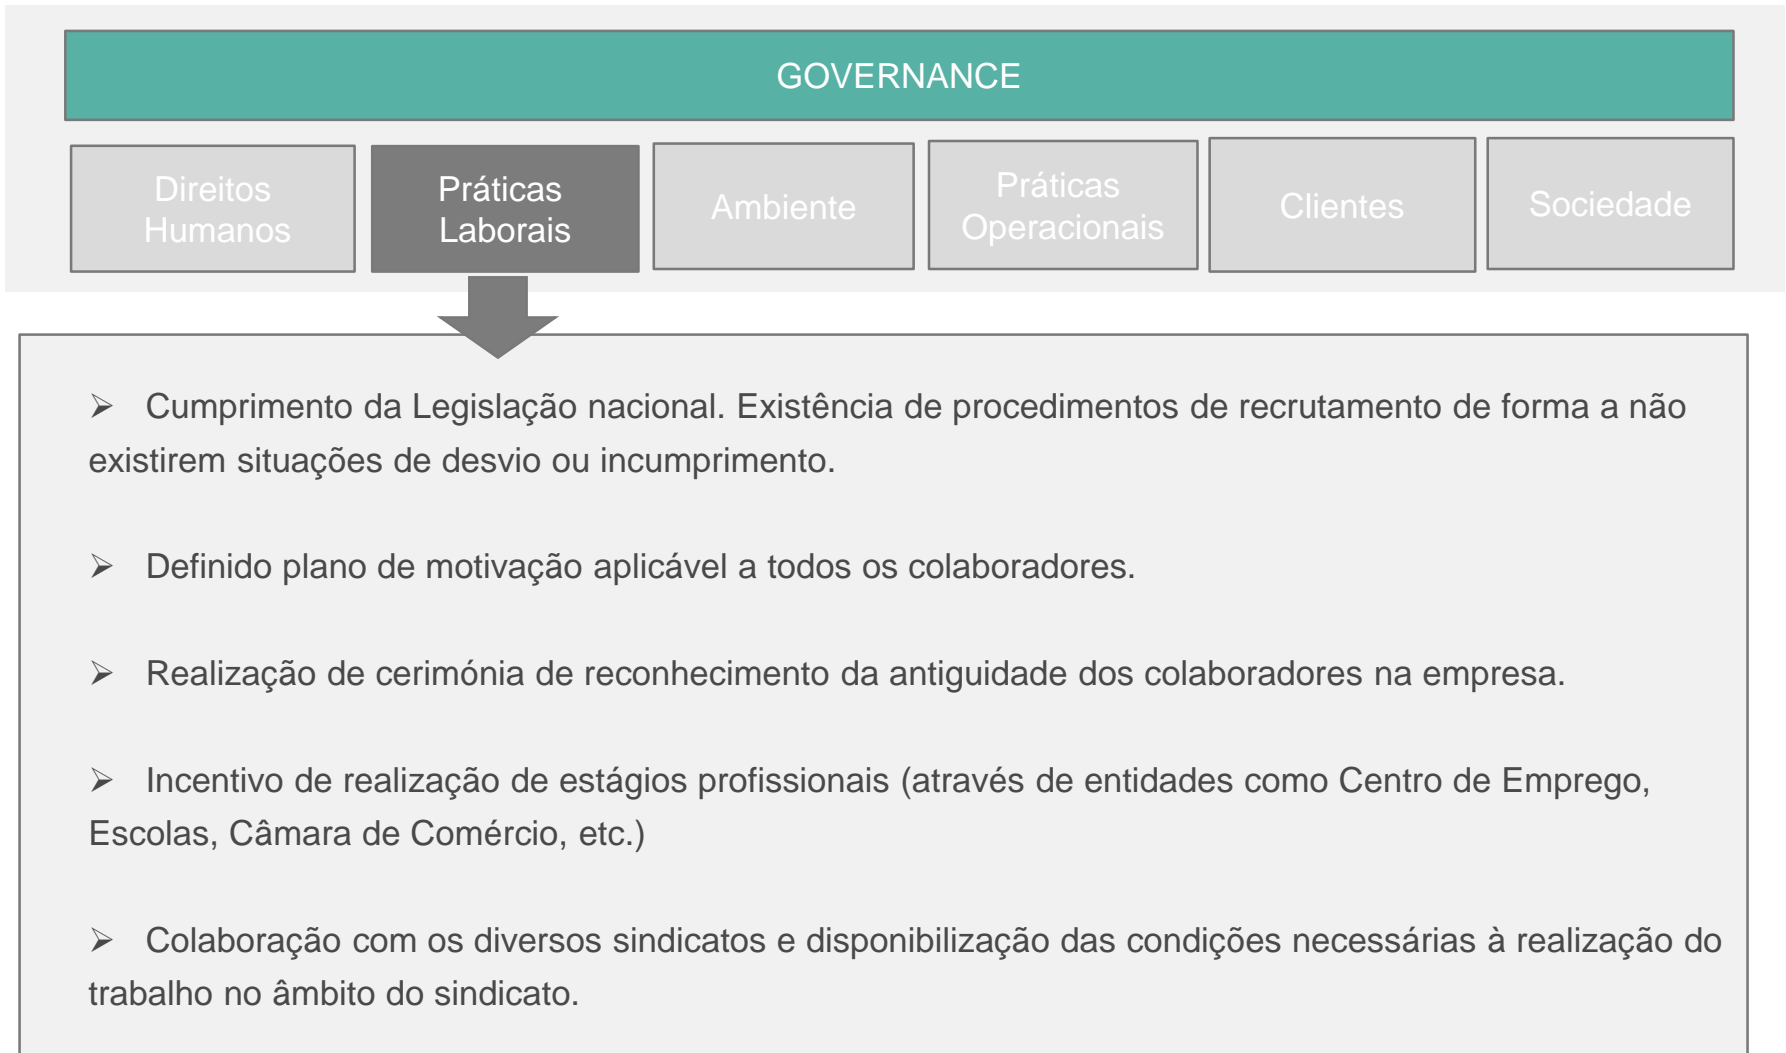 GOVERNANCE
Direitos
Humanos
Práticas
Laborais
Ambiente
Práticas
Operacionais
Clientes
Sociedade
➢ Cumprimento da Legislação nacional. Existência de procedimentos de recrutamento de forma a não
existirem situações de desvio ou incumprimento.
➢ Definido plano de motivação aplicável a todos os colaboradores.
➢ Realização de cerimónia de reconhecimento da antiguidade dos colaboradores na empresa.
➢ Incentivo de realização de estágios profissionais (através de entidades como Centro de Emprego,
Escolas, Câmara de Comércio, etc.)
➢ Colaboração com os diversos sindicatos e disponibilização das condições necessárias à realização do
trabalho no âmbito do sindicato.